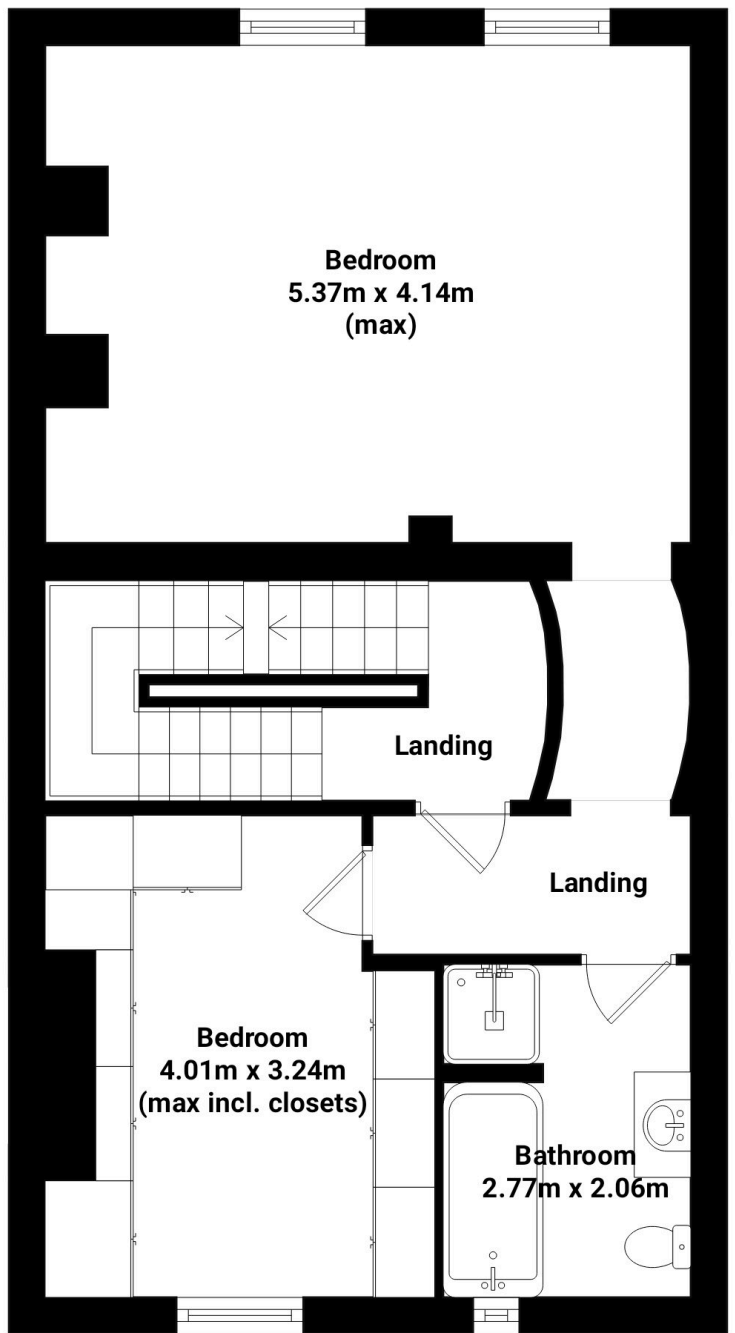 Bedroom
5.37m x 4.14m
(max)
Landing
Landing
Bedroom
4.01m x 3.24m
(max incl. closets)
Bathroom
2.77m x 2.06m